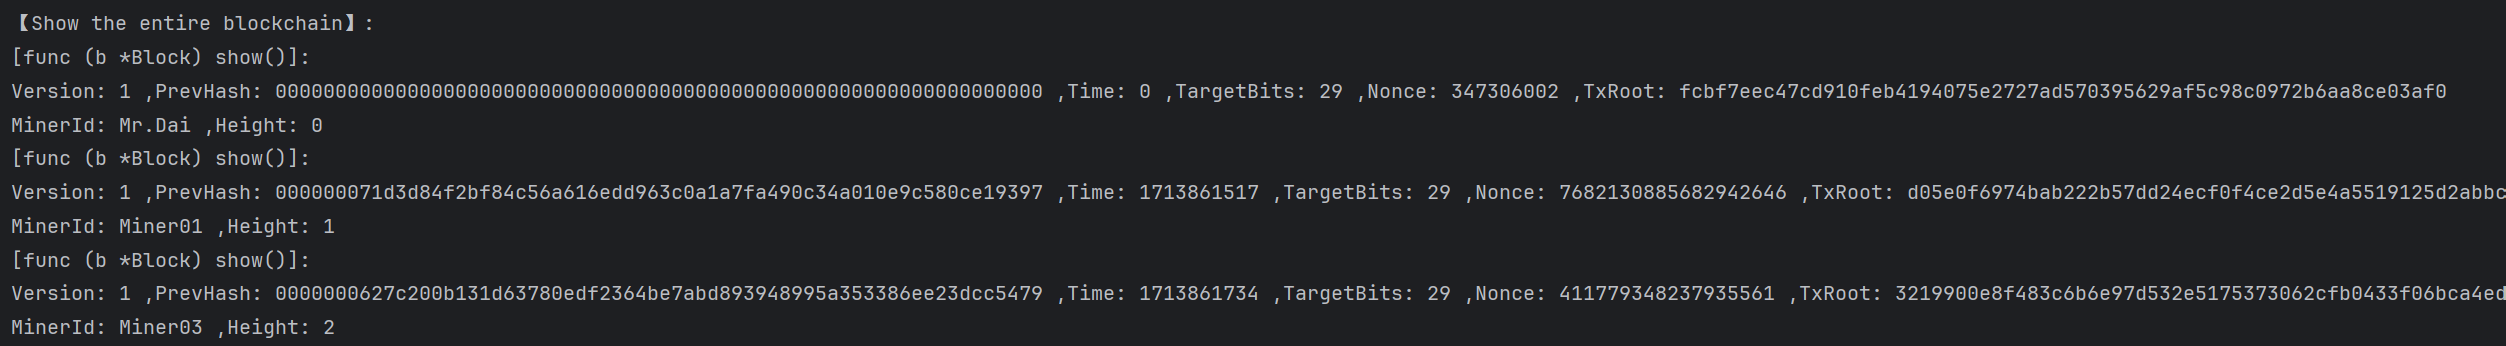 【Show the entire blockchain】:
[func (b *Block) show()]:
Version: 1 ,PrevHash: 0000000000000000000000000000000000000000000000000000000000000000 ,Time: 0 ,TargetBits: 29 ,Nonce: 347306002 ,TxRoot: fcbf7eec47cd910feb4194075e2727ad570395629af5c98c0972b6aa8ce03af0
MinerId: Mr.Dai ,Height: 0
[func (b *Block) show()]:
Version: 1 ,PrevHash: 000000071d3d84f2bf84c56a616edd963c0a1a7fa490c34a010e9c580ce19397 ,Time: 1713861517 ,TargetBits: 29 ,Nonce: 7682130885682942646 ,TxRoot: d05e0f6974bab222b57dd24ecf0f4ce2d5e4a5519125d2abbc
MinerId: Miner01 ,Height: 1
[func (b *Block) show()]:
Version: 1 ,PrevHash: 0000000627c200b131d63780edf2364be7abd893948995a353386ee23dcc5479 ,Time: 1713861734 ,TargetBits: 29 ,Nonce: 411779348237935561 ,TxRoot: 3219900e8f483c6b6e97d532e5175373062cfb0433f06bca4ed
MinerId: Miner03 ,Height: 2